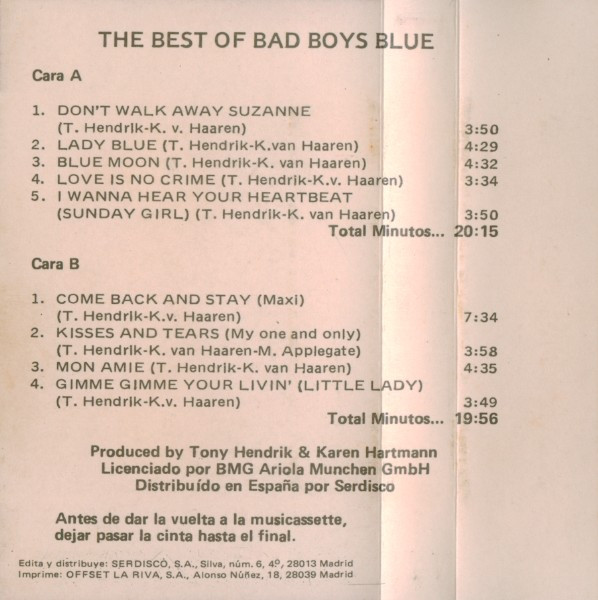 THE BEST OF BAD BOYS BLUE
Cara A
1. DON'T WALK AWAY SUZANNE
(T. Hendrik-K. v. Haaren) 3:50
2. LADY BLUE (T. Hendrik-K.van Haaren) 4:29
3. BLUE MOON (T. Hendrik-K. van Haaren) 4:32
4. LOVE IS NO CRIME (T. Hendrik-K.v. Haaren) 3:34
5. I WANNA HEAR YOUR HEARTBEAT
(SUNDAY GIRL) (T. Hendrik-K. van Haaren) 3:50
Total Minutos... 20:15
Cara B
1. COME BACK AND STAY (Maxi)
(T. Hendrik-K.v. Haaren) 7:34
2. KISSES AND TEARS (My one and only)
(T. Hendrik-K. van Haaren-M. Applegate) 3:58
3. MON AMIE (T. Hendrik-K. van Haaren) 4:35
4. GIMME GIMME YOUR LIVIN' (LITTLE LADY)
(T. Hendrik-K.v. Haaren) 3:49
Total Minutos... 19:56
Produced by Tony Hendrik & Karen Hartmann
Licenciado por BMG Ariola Munchen GmbH
Distribuído en España por Serdisco
Antes de dar la vuelta a la musicassette,
dejar pasar la cinta hasta el final.
Edita y distribuye: SERDISCO, S.A., Silva, núm. 6, 4º, 28013 Madrid
Imprime: OFFSET LA RIVA, S.A., Alonso Núñez, 18, 28039 Madrid